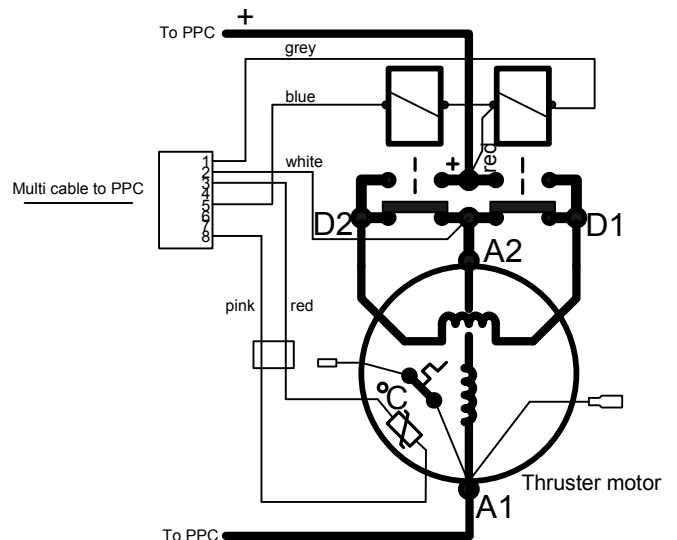 +
To PPC
grey
blue
1
2
3
4
5
6
7
8
white
+
red
Multi cable to PPC
D2
D1
A2
pink
red
°C
Thruster motor
A1
To PPC